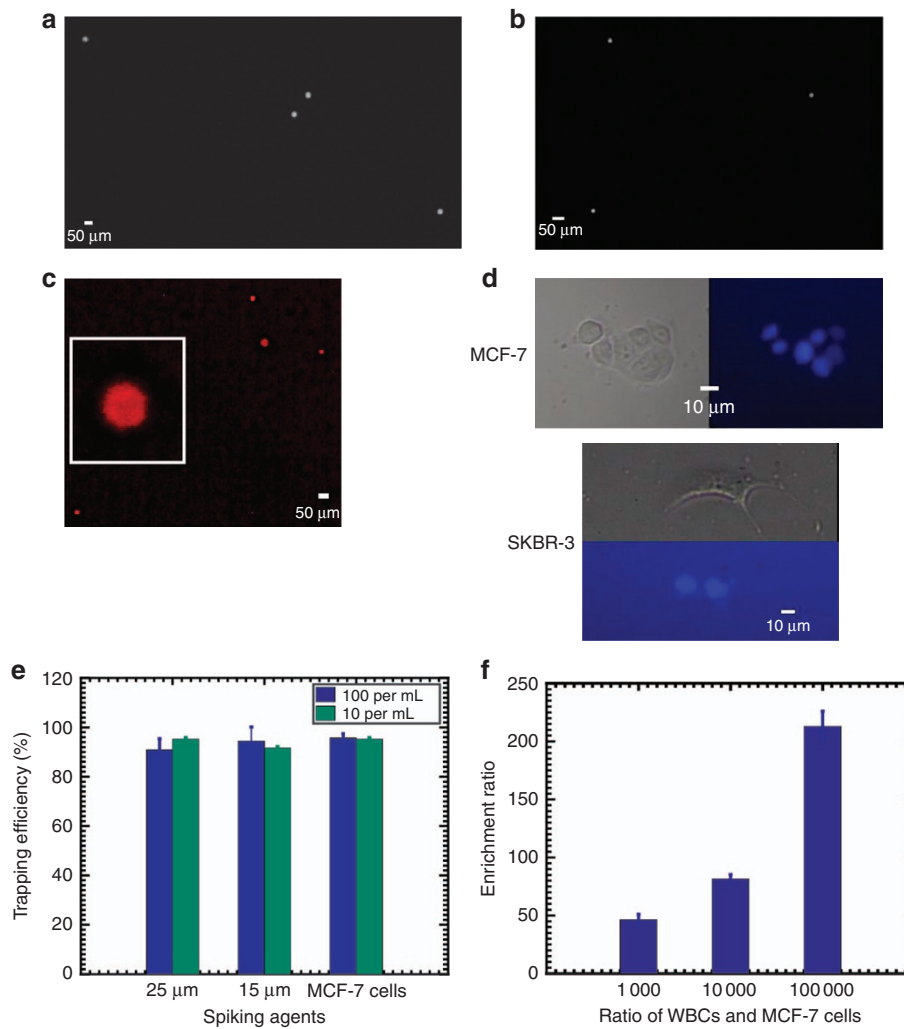 a
50 μm
b
50 μm
c
50 μm
d
MCF-7
10 μm
SKBR-3
10 μm
e
120
100
80
60
40
20
0
Trapping efficiency (%)
100 per mL
10 per mL
25 μm
15 μm
MCF-7 cells
Spiking agents
f
250
200
150
100
50
0
Enrichment ratio
1 000
10 000
100 000
Ratio of WBCs and MCF-7 cells